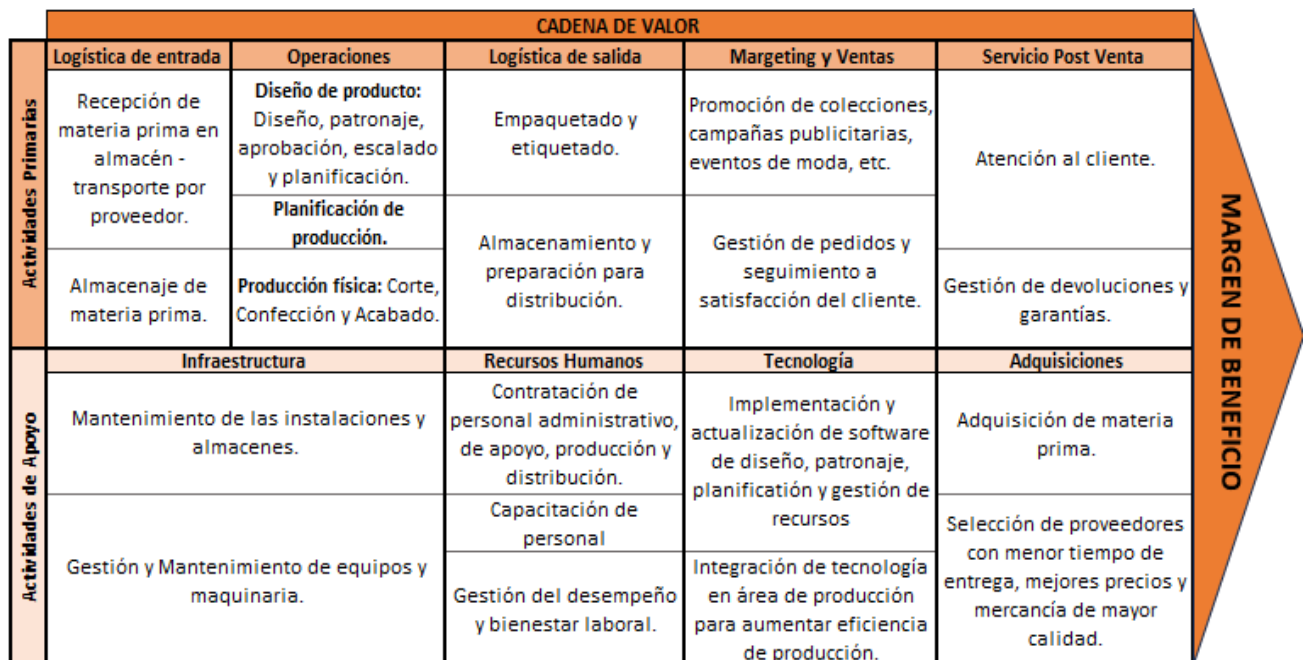 CADENA DE VALOR
Actividades Primarias
Logística de entrada
Recepción de
materia prima en
almacén -
transporte por
proveedor.
Almacenaje de
materia prima.
Operaciones
Diseño de producto:
Diseño, patronaje,
aprobación, escalado
y planificación.
Planificación de
producción.
Producción física: Corte,
Confección y Acabado.
Logística de salida
Empaquetado y
etiquetado.
Almacenamiento y
preparación para
distribución.
Margeting y Ventas
Promoción de colecciones,
campañas publicitarias,
eventos de moda, etc.
Gestión de pedidos y
seguimiento a
satisfacción del cliente.
Servicio Post Venta
Atención al cliente.
Gestión de devoluciones y
garantías.
Actividades de Apoyo
Infraestructura
Mantenimiento de las instalaciones y
almacenes.
Gestión y Mantenimiento de equipos y
maquinaria.
Recursos Humanos
Contratación de
personal administrativo,
de apoyo, producción y
distribución.
Capacitación de
personal
Gestión del desempeño
y bienestar laboral.
Tecnología
Implementación y
actualización de software
de diseño, patronaje,
planificatión y gestión de
recursos
Integración de tecnología
en área de producción
para aumentar eficiencia
de producción.
Adquisiciones
Adquisición de materia
prima.
Selección de proveedores
con menor tiempo de
entrega, mejores precios y
mercancía de mayor
calidad.
MARGEN DE BENEFICIO